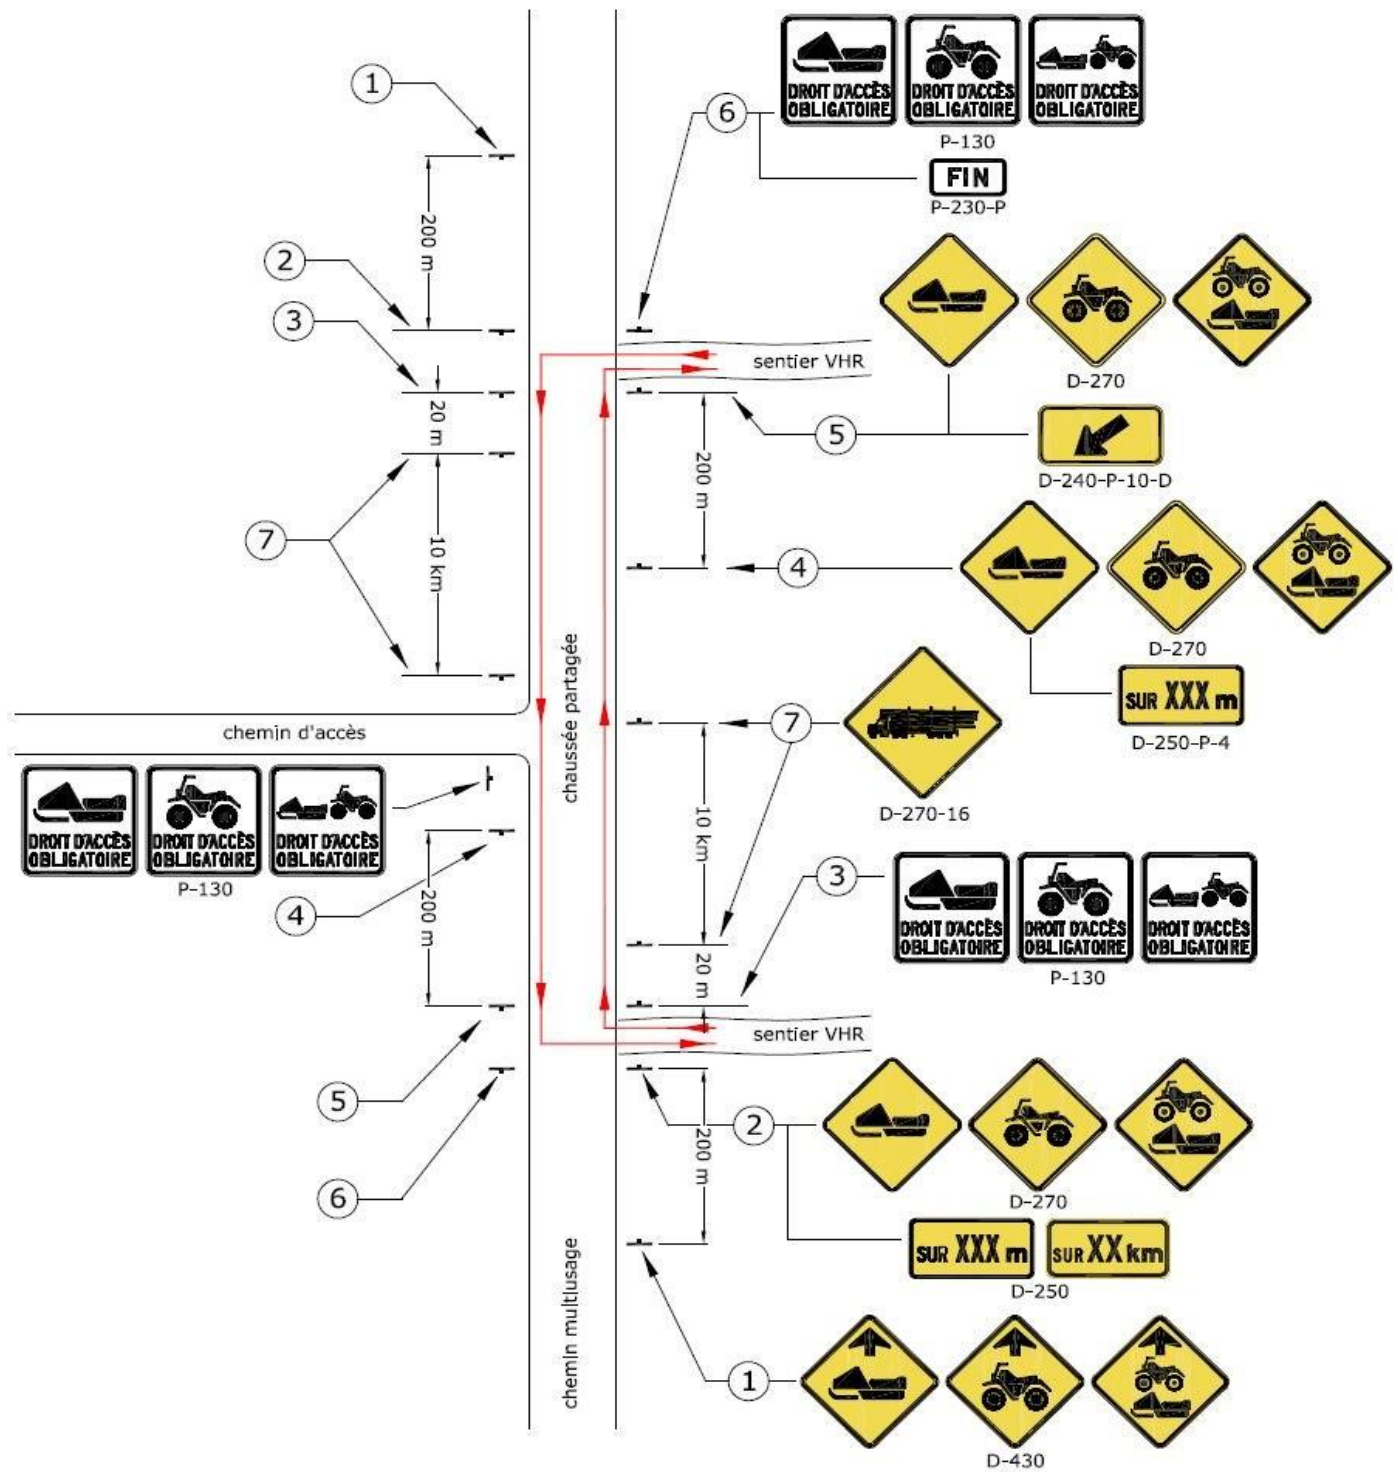 1
DROIT D'ACCÈS
OBLIGATOIRE
DROIT D'ACCÈS
OBLIGATOIRE
DROIT D'ACCÈS
OBLIGATOIRE
6
P-130
FIN
P-230-P
200 m
2
3
sentier VHR
D-270
20 m
5
D-240-P-10-D
200 m
7
10 km
4
D-270
SUR XXX m
D-250-P-4
chaussée partagée
chemin d'accès
7
D-270-16
DROIT D'ACCÈS
OBLIGATOIRE
DROIT D'ACCÈS
OBLIGATOIRE
DROIT D'ACCÈS
OBLIGATOIRE
P-130
10 km
4
200 m
3
DROIT D'ACCÈS
OBLIGATOIRE
DROIT D'ACCÈS
OBLIGATOIRE
DROIT D'ACCÈS
OBLIGATOIRE
P-130
20 m
sentier VHR
5
2
200 m
6
D-270
SUR XXX m
SUR XX km
D-250
chemin multiusage
1
D-430